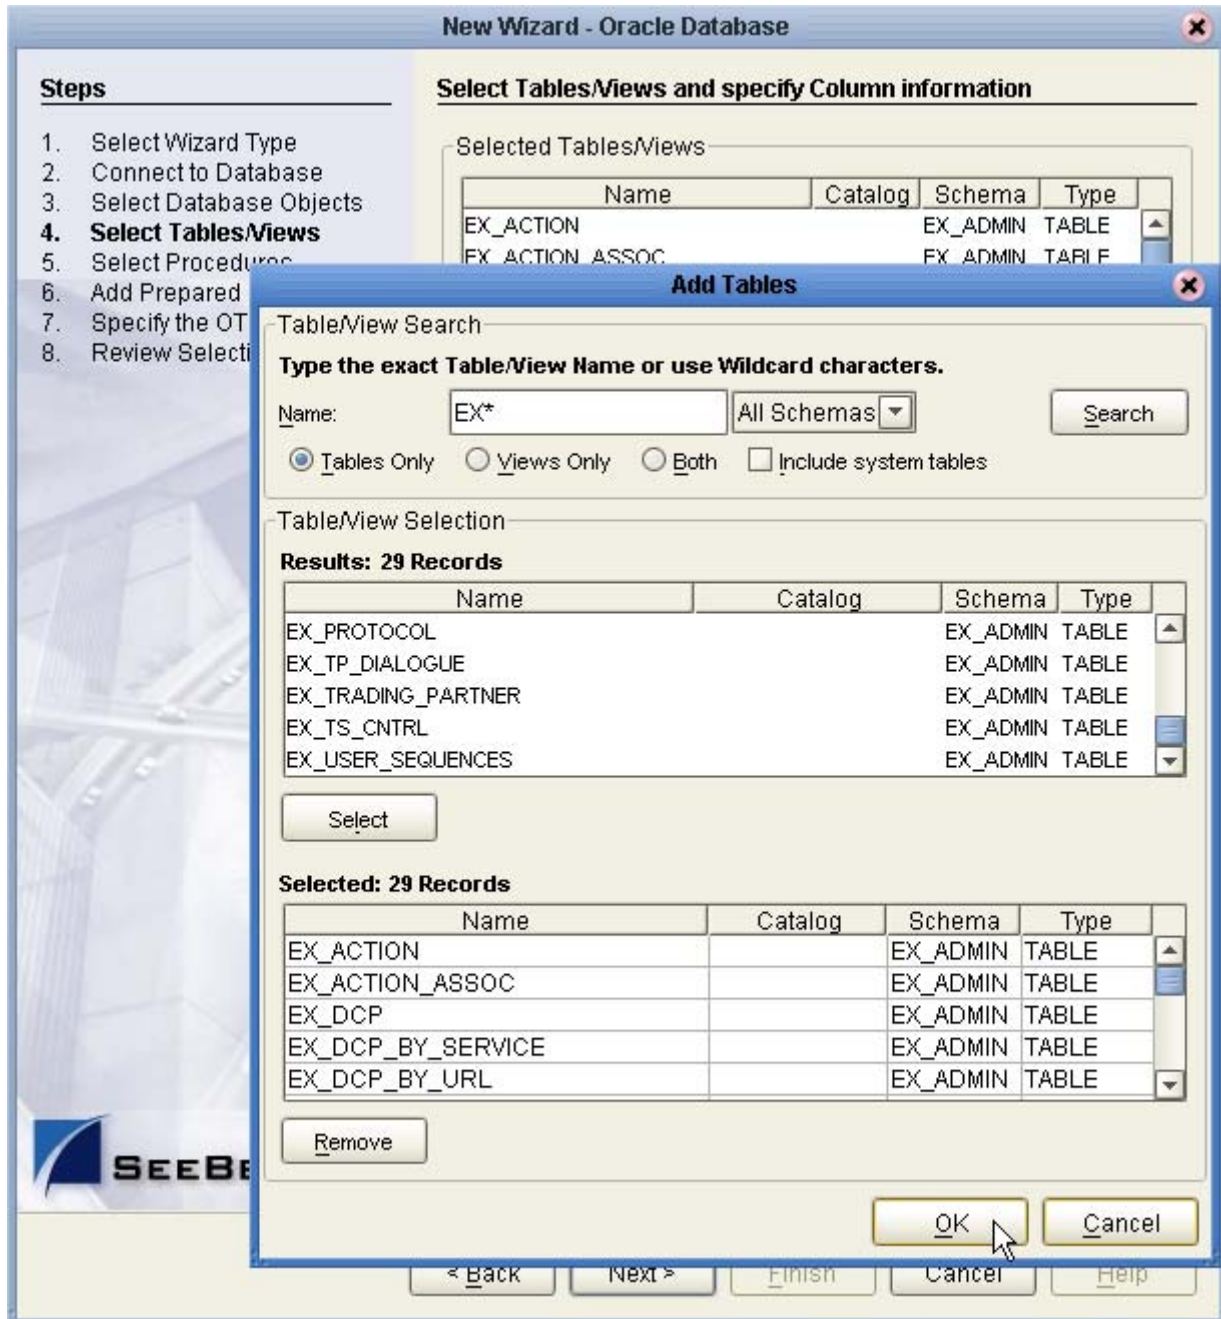 New Wizard - Oracle Database
Steps
1. Select Wizard Type
2. Connect to Database
3. Select Database Objects
4. Select Tables/Views
5. Select Procedures
6. Add Prepared
7. Specify the OT
8. Review Selecti
Select Tables/Views and specify Column information
Selected Tables/Views
Name Catalog Schema Type
EX_ACTION EX_ADMIN TABLE
EX_ACTION_ASSOC EX_ADMIN TABLE
Add Tables
Table/View Search
Type the exact Table/View Name or use Wildcard characters.
Name: EX* All Schemas Search
Tables Only Views Only Both Include system tables
Table/View Selection
Results: 29 Records
Name Catalog Schema Type
EX_PROTOCOL EX_ADMIN TABLE
EX_TP_DIALOGUE EX_ADMIN TABLE
EX_TRADING_PARTNER EX_ADMIN TABLE
EX_TS_CNTRL EX_ADMIN TABLE
EX_USER_SEQUENCES EX_ADMIN TABLE
Select
Selected: 29 Records
Name Catalog Schema Type
EX_ACTION EX_ADMIN TABLE
EX_ACTION_ASSOC EX_ADMIN TABLE
EX_DCP EX_ADMIN TABLE
EX_DCP_BY_SERVICE EX_ADMIN TABLE
EX_DCP_BY_URL EX_ADMIN TABLE
Remove
SEEBE
OK Cancel
< Back Next > Finish Cancel Help